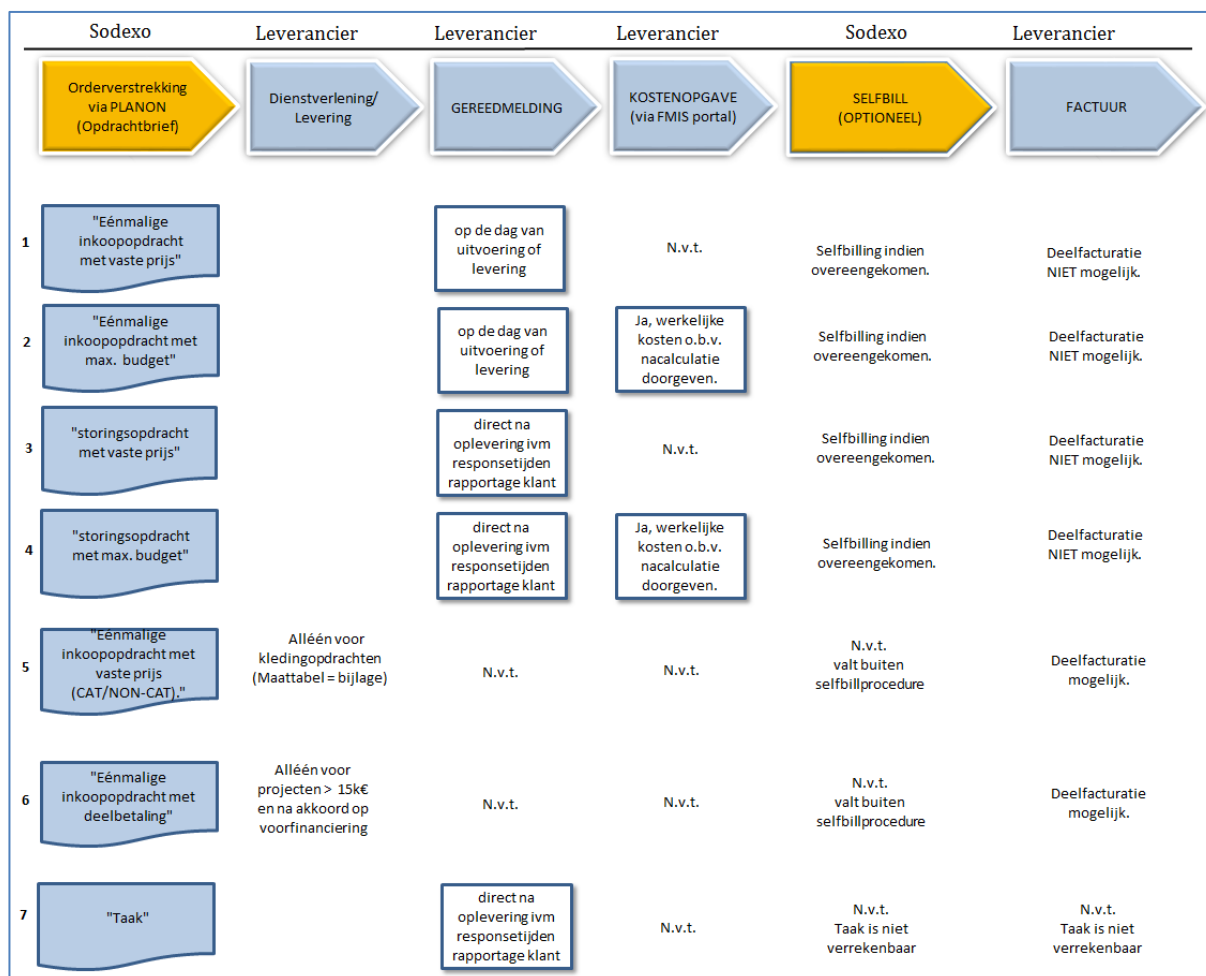 Sodexo Leverancier Leverancier Leverancier Sodexo Leverancier
Orderverstrekking
via PLANON
(Opdrachtbrief)
Dienstverlening/
Levering
GEREEDMELDING
KOSTENOPGAVE
(via FMIS portal)
SELFBILL
(OPTIONEEL)
FACTUUR
1
"Eénmalige
inkoopopdracht
met vaste prijs"
op de dag van
uitvoering of
levering
N.v.t.
Selfbilling indien
overeengekomen.
Deelfacturatie
NIET mogelijk.
2
"Eénmalige
inkoopopdracht met
max. budget"
op de dag van
uitvoering of
levering
Ja, werkelijke
kosten o.b.v.
nacalculatie
doorgeven.
Selfbilling indien
overeengekomen.
Deelfacturatie
NIET mogelijk.
3
"storingsopdracht
met vaste prijs"
direct na
oplevering ivm
responsetijden
rapportage klant
N.v.t.
Selfbilling indien
overeengekomen.
Deelfacturatie
NIET mogelijk.
4
"storingsopdracht
met max. budget"
direct na
oplevering ivm
responsetijden
rapportage klant
Ja, werkelijke
kosten o.b.v.
nacalculatie
doorgeven.
Selfbilling indien
overeengekomen.
Deelfacturatie
NIET mogelijk.
5
"Eénmalige
inkoopopdracht met
vaste prijs
(CAT/NON-CAT)."
Alléén voor
kledingopdrachten
(Maattabel = bijlage)
N.v.t.
N.v.t.
N.v.t.
valt buiten
selfbillprocedure
Deelfacturatie
mogelijk.
6
"Eénmalige
inkoopopdracht met
deelbetaling"
Alléén voor
projecten > 15k€
en na akkoord op
voorfinanciering
N.v.t.
N.v.t.
N.v.t.
valt buiten
selfbillprocedure
Deelfacturatie
mogelijk.
7
"Taak"
direct na
oplevering ivm
responsetijden
rapportage klant
N.v.t.
N.v.t.
Taak is niet
verrekenbaar
N.v.t.
Taak is niet
verrekenbaar